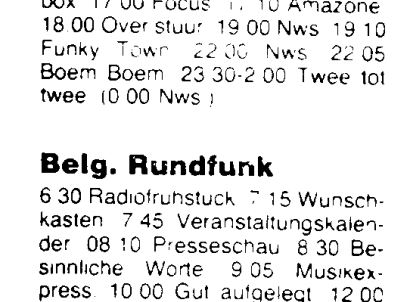 box 17 00 Focus 17 10 Amazone
18.00 Over stuur 19 00 Nws 19 10
Funky Town 22 00 Nws 22 05
Boem Boem 23 30-2 00 Twee tot
twee (0 00 Nws )
Belg. Rundfunk
6 30 Radiofruhstuck 7 15 Wunsch-
kasten 7 45 Veranstaltungskalen-
der 08 10 Presseschau 8 30 Be-
sinnliche Worte 9 05 Musikex-
press 10 00 Gut aufgelegt 12 00